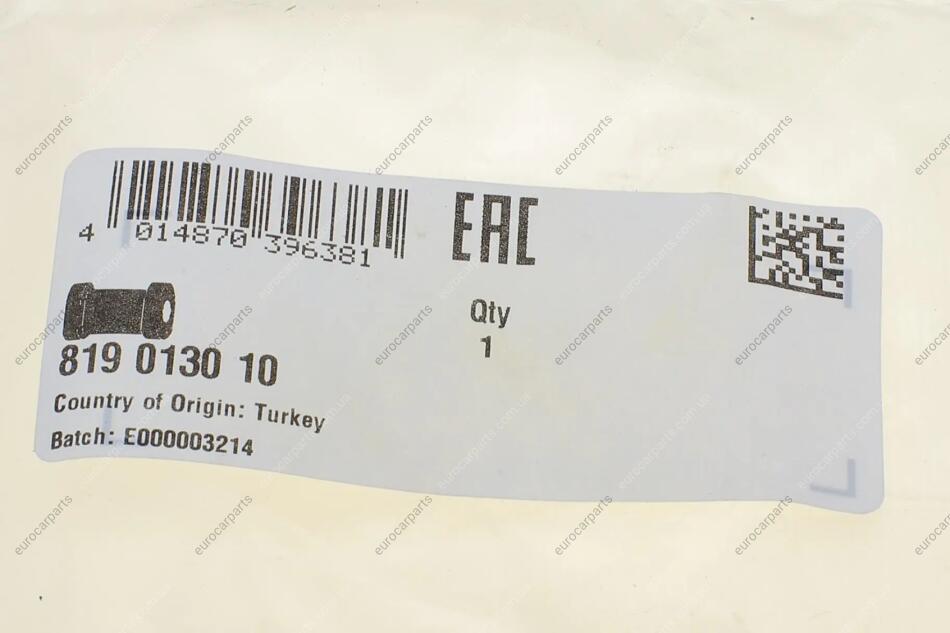 4 014870 396381
EAC
Qty
1
819 0130 10
Country of Origin: Turkey
Batch: E000003214
eurocarparts